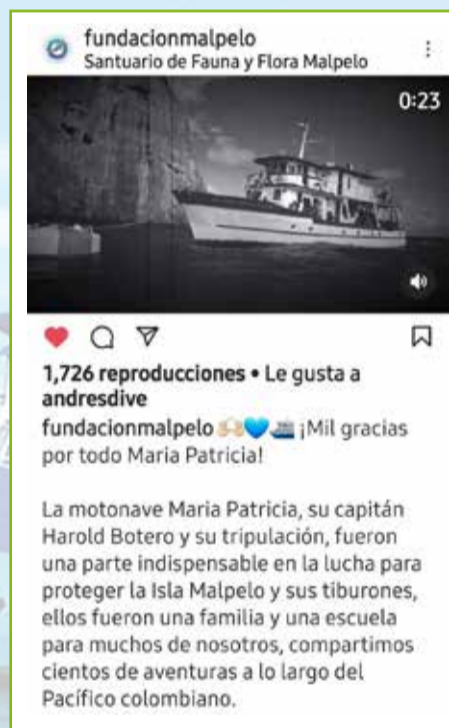 fundacionmalpelo
Santuario de Fauna y Flora Malpelo
0:23
1,726 reproducciones • Le gusta a
andresdive
fundacionmalpelo 🙌🏻💙🚢 ¡Mil gracias
por todo Maria Patricia!
La motonave Maria Patricia, su capitán
Harold Botero y su tripulación, fueron
una parte indispensable en la lucha para
proteger la Isla Malpelo y sus tiburones,
ellos fueron una familia y una escuela
para muchos de nosotros, compartimos
cientos de aventuras a lo largo del
Pacífico colombiano.